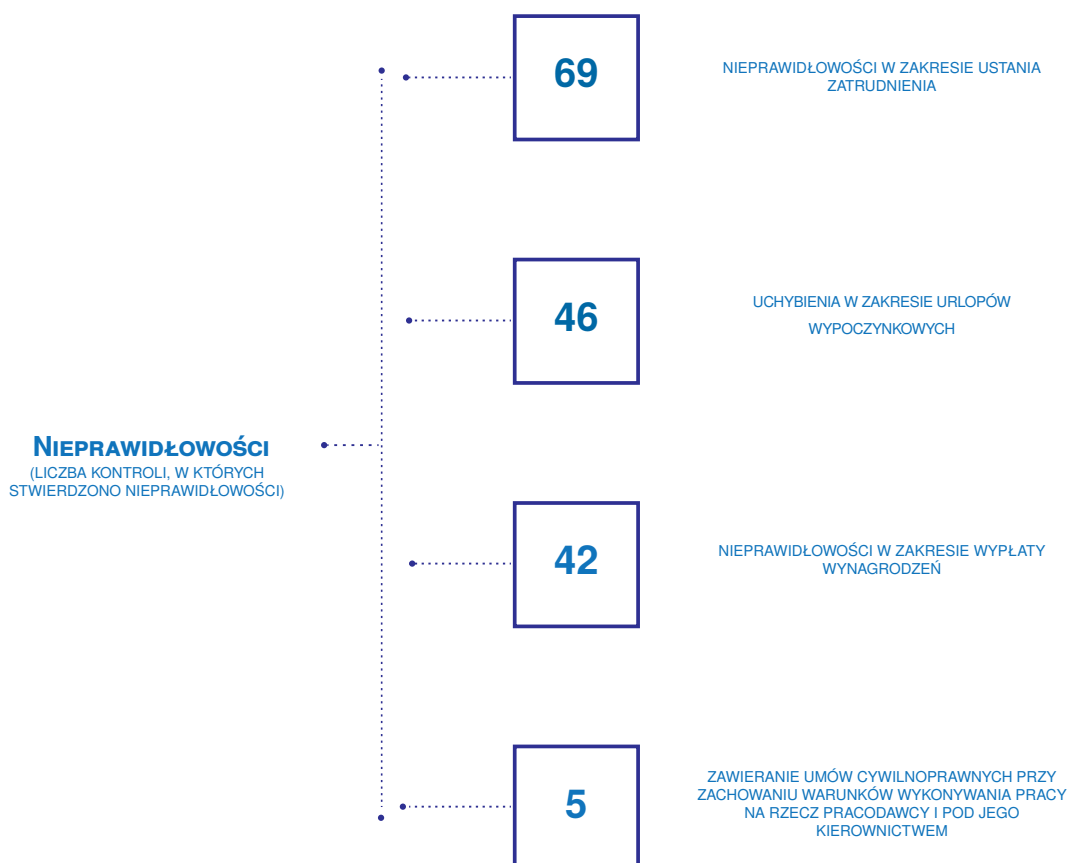 69
NIEPRAWIDŁOWOŚCI W ZAKRESIE USTANIA
ZATRUDNIENIA
46
UCHYBIENIA W ZAKRESIE URLOPÓW
WYPOCZYNKOWYCH
NIEPRAWIDŁOWOŚCI
(LICZBA KONTROLI, W KTÓRYCH
STWIERDZONO NIEPRAWIDŁOWOŚCI)
42
NIEPRAWIDŁOWOŚCI W ZAKRESIE WYPŁATY
WYNAGRODZEŃ
5
ZAWIERANIE UMÓW CYWILNOPRAWNYCH PRZY
ZACHOWANIU WARUNKÓW WYKONYWANIA PRACY
NA RZECZ PRACODAWCY I POD JEGO
KIEROWNICTWEM